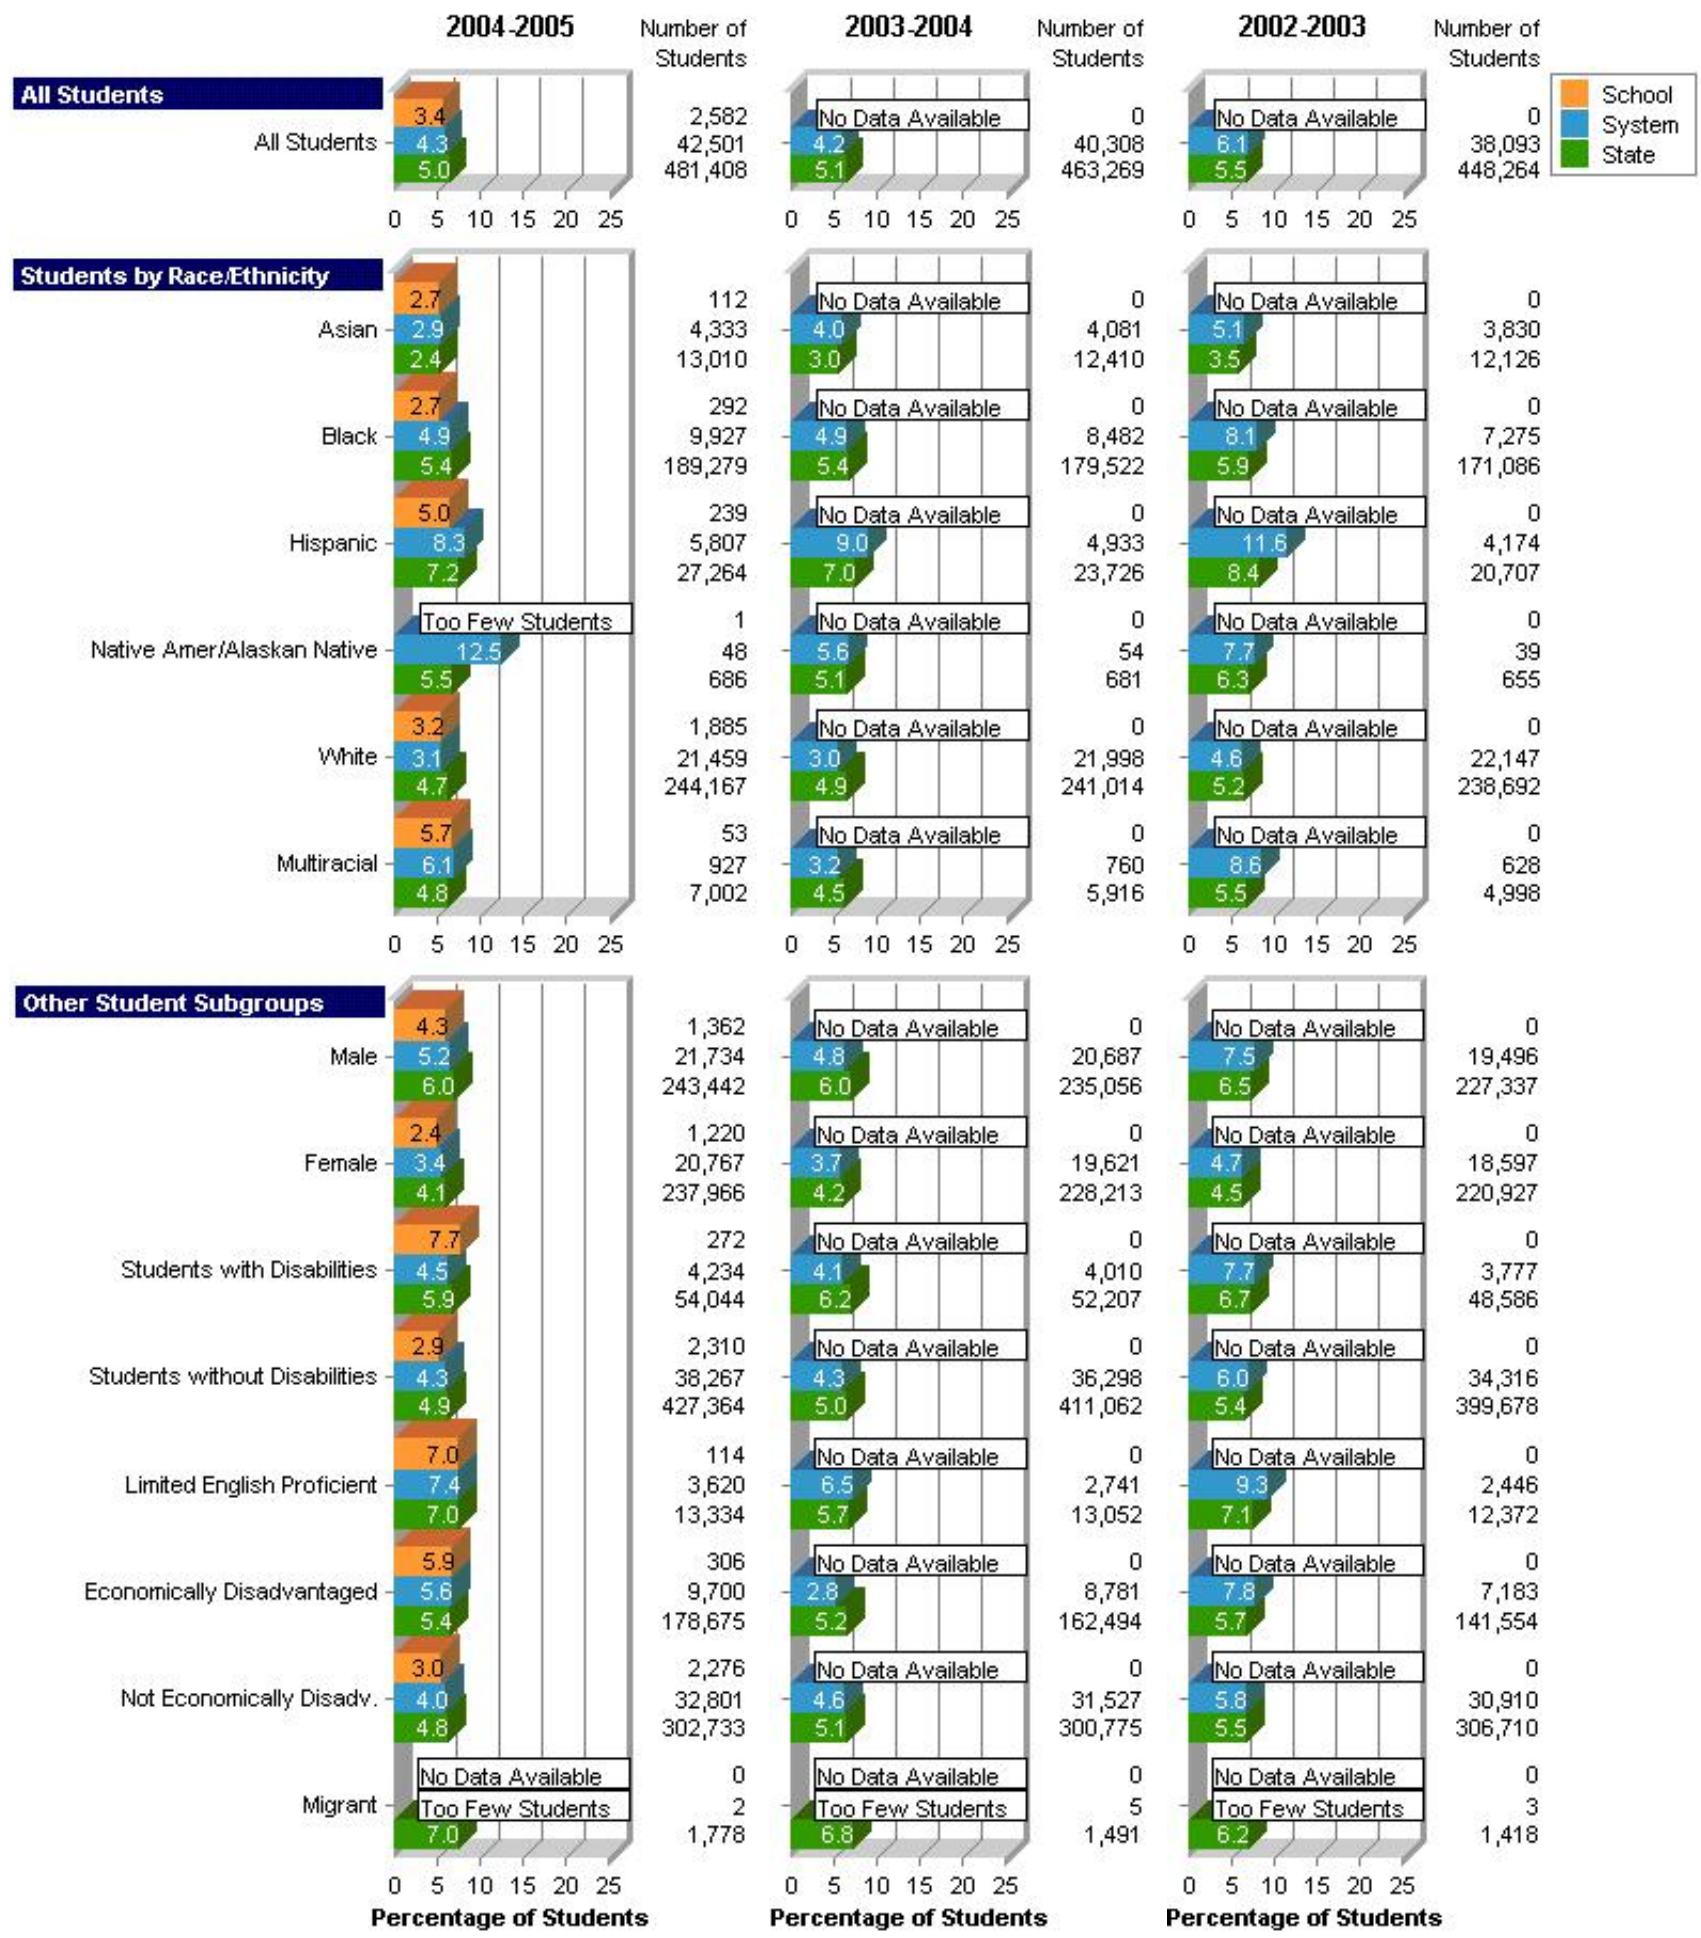 2004-2005 Number of Students 2003-2004 Number of Students 2002-2003 Number of Students
School
System
State
All Students
3.4 2,582 No Data Available 0 No Data Available 0
All Students 4.3 42,501 4.2 40,308 6.1 38,093
5.0 481,408 5.1 463,269 5.5 448,264
0 5 10 15 20 25 0 5 10 15 20 25 0 5 10 15 20 25
Students by Race/Ethnicity
2.7 112 No Data Available 0 No Data Available 0
Asian 2.9 4,333 4.0 4,081 5.1 3,830
2.4 13,010 3.0 12,410 3.5 12,126
2.7 292 No Data Available 0 No Data Available 0
Black 4.9 9,927 4.9 8,482 8.1 7,275
5.4 189,279 5.4 179,522 5.9 171,086
5.0 239 No Data Available 0 No Data Available 0
Hispanic 8.3 5,807 9.0 4,933 11.6 4,174
7.2 27,264 7.0 23,726 8.4 20,707
Too Few Students 1 No Data Available 0 No Data Available 0
Native Amer/Alaskan Native 12.5 48 5.6 54 7.7 39
5.5 686 5.1 681 6.3 655
3.2 1,885 No Data Available 0 No Data Available 0
White 3.1 21,459 3.0 21,998 4.6 22,147
4.7 244,167 4.9 241,014 5.2 238,692
5.7 53 No Data Available 0 No Data Available 0
Multiracial 6.1 927 3.2 760 8.6 628
4.8 7,002 4.5 5,916 5.5 4,998
0 5 10 15 20 25 0 5 10 15 20 25 0 5 10 15 20 25
Other Student Subgroups
4.3 1,362 No Data Available 0 No Data Available 0
Male 5.2 21,734 4.8 20,687 7.5 19,496
6.0 243,442 6.0 235,056 6.5 227,337
2.4 1,220 No Data Available 0 No Data Available 0
Female 3.4 20,767 3.7 19,621 4.7 18,597
4.1 237,966 4.2 228,213 4.5 220,927
7.7 272 No Data Available 0 No Data Available 0
Students with Disabilities 4.5 4,234 4.1 4,010 7.7 3,777
5.9 54,044 6.2 52,207 6.7 48,586
2.9 2,310 No Data Available 0 No Data Available 0
Students without Disabilities 4.3 38,267 4.3 36,298 6.0 34,316
4.9 427,364 5.0 411,062 5.4 399,678
7.0 114 No Data Available 0 No Data Available 0
Limited English Proficient 7.4 3,620 6.5 2,741 9.3 2,446
7.0 13,334 5.7 13,052 7.1 12,372
5.9 306 No Data Available 0 No Data Available 0
Economically Disadvantaged 5.6 9,700 2.8 8,781 7.8 7,183
5.4 178,675 5.2 162,494 5.7 141,554
3.0 2,276 No Data Available 0 No Data Available 0
Not Economically Disadv. 4.0 32,801 4.6 31,527 5.8 30,910
4.8 302,733 5.1 300,775 5.5 306,710
No Data Available 0 No Data Available 0 No Data Available 0
Migrant Too Few Students 2 Too Few Students 5 Too Few Students 3
7.0 1,778 6.8 1,491 6.2 1,418
0 5 10 15 20 25 0 5 10 15 20 25 0 5 10 15 20 25
Percentage of Students Percentage of Students Percentage of Students